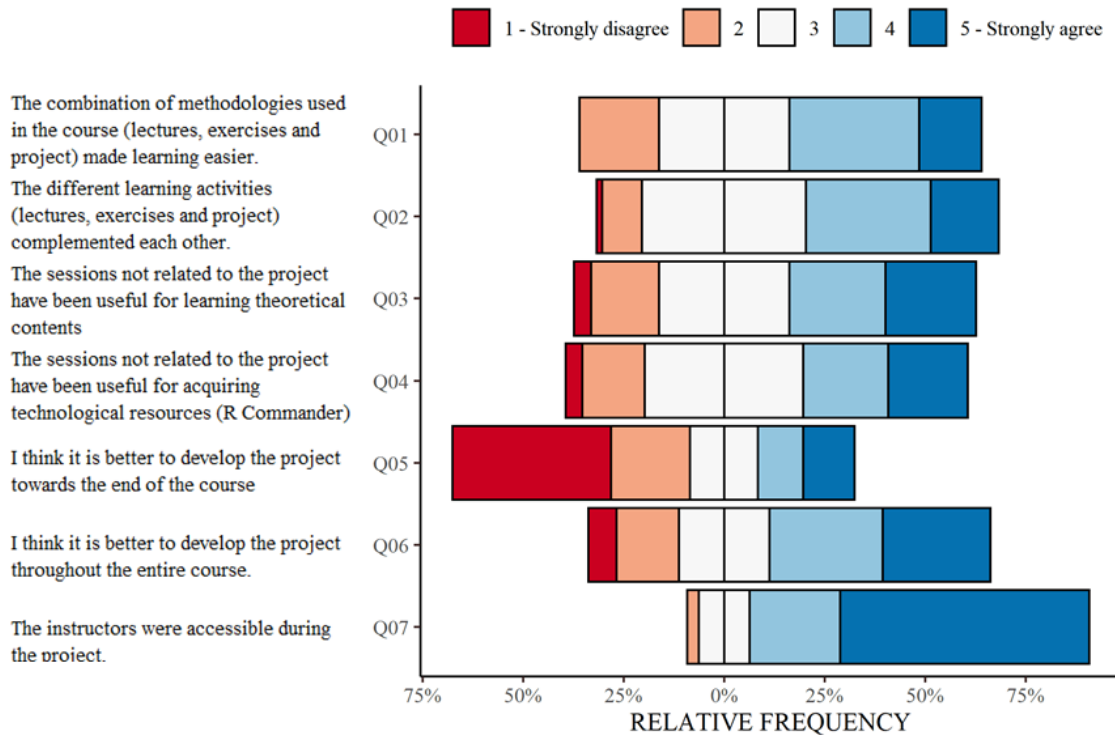 1 - Strongly disagree 2 3 4 5 - Strongly agree
The combination of methodologies used
in the course (lectures, exercises and
project) made learning easier.
Q01
The different learning activities
(lectures, exercises and project)
complemented each other.
Q02
The sessions not related to the project
have been useful for learning theoretical
contents
Q03
The sessions not related to the project
have been useful for acquiring
technological resources (R Commander)
Q04
I think it is better to develop the project
towards the end of the course
Q05
I think it is better to develop the project
throughout the entire course.
Q06
The instructors were accessible during
the project.
Q07
75% 50% 25% 0% 25% 50% 75%
RELATIVE FREQUENCY